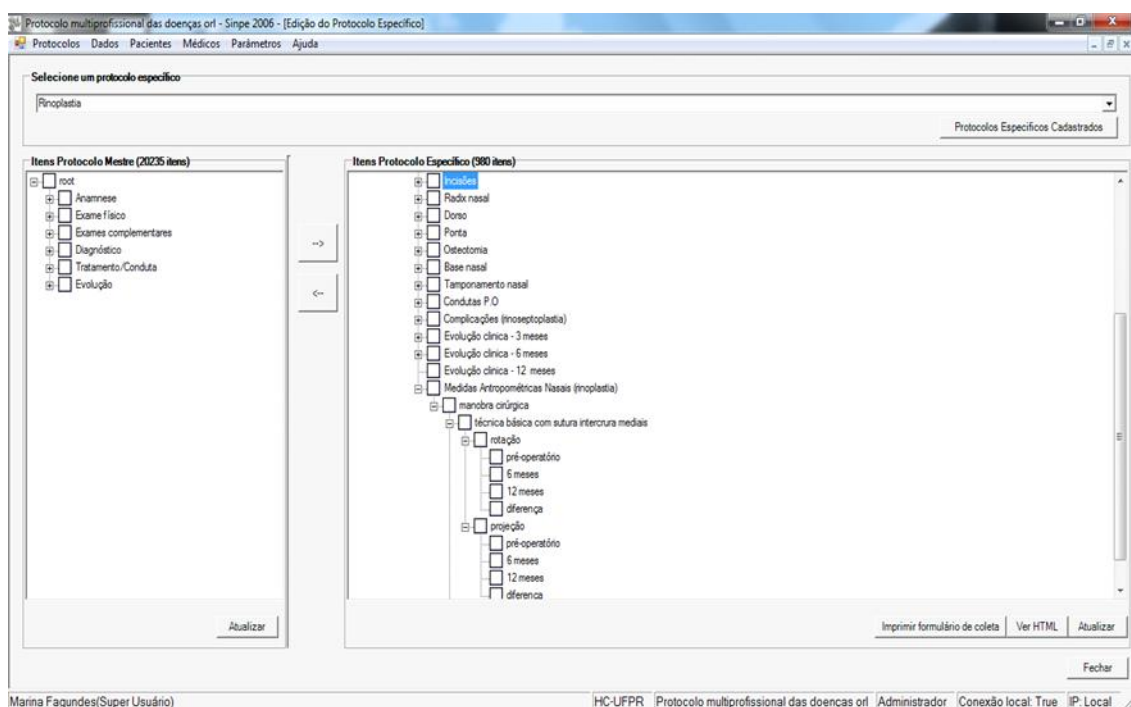 Protocolo multiprofissional das doenças orl - Sinpe 2006 - [Edição do Protocolo Específico]
Protocolos Dados Pacientes Médicos Parâmetros Ajuda
Selecione um protocolo específico
Rinoplastia
Protocolos Específicos Cadastrados
Itens Protocolo Mestre (20235 itens)
root
Anamnese
Exame físico
Exames complementares
Diagnóstico
Tratamento/Conduta
Evolução
Atualizar
-->
<--
Itens Protocolo Específico (980 itens)
Incisões
Radix nasal
Dorso
Ponta
Osteotomia
Base nasal
Tamponamento nasal
Condutas P.O
Complicações (rinoseptoplastia)
Evolução clinica - 3 meses
Evolução clinica - 6 meses
Evolução clinica - 12 meses
Medidas Antropométricas Nasais (rinoplastia)
manobra cirúrgica
técnica básica com sutura intercrura mediais
rotação
pré-operatório
6 meses
12 meses
diferença
projeção
pré-operatório
6 meses
12 meses
diferença
Imprimir formulário de coleta Ver HTML Atualizar
Fechar
Marina Fagundes(Super Usuário) HC-UFPR Protocolo multiprofissional das doenças orl Administrador Conexão local: True IP: Local